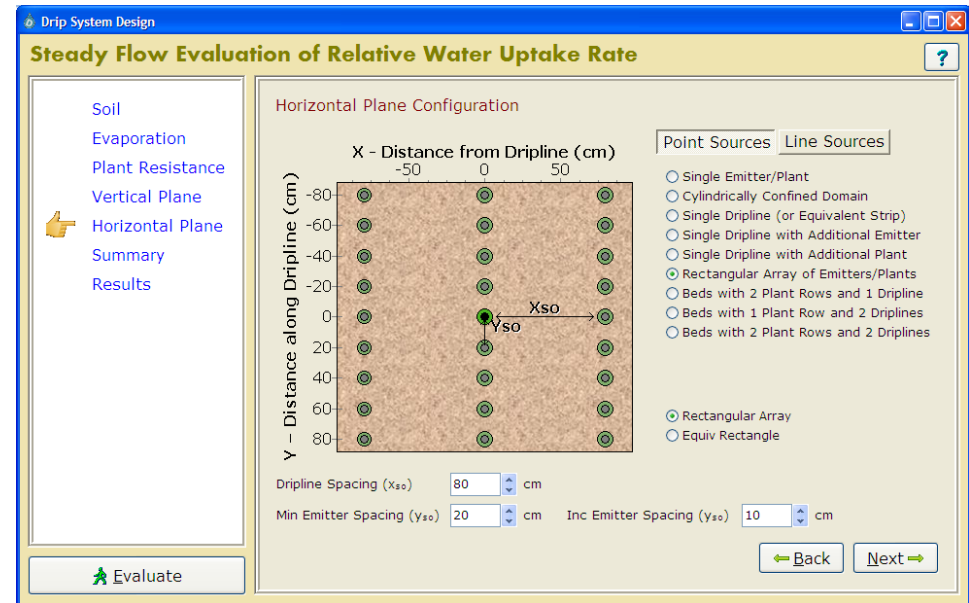 Drip System Design
Steady Flow Evaluation of Relative Water Uptake Rate
?
Soil
Evaporation
Plant Resistance
Vertical Plane
Horizontal Plane
Summary
Results
Evaluate
Horizontal Plane Configuration
X - Distance from Dripline (cm)
-50 0 50
Y - Distance along Dripline (cm)
-80
-60
-40
-20
0
20
40
60
80
Xso
Yso
Point Sources Line Sources
Single Emitter/Plant
Cylindrically Confined Domain
Single Dripline (or Equivalent Strip)
Single Dripline with Additional Emitter
Single Dripline with Additional Plant
Rectangular Array of Emitters/Plants
Beds with 2 Plant Rows and 1 Dripline
Beds with 1 Plant Row and 2 Driplines
Beds with 2 Plant Rows and 2 Driplines
Rectangular Array
Equiv Rectangle
Dripline Spacing (xso) 80 cm
Min Emitter Spacing (yso) 20 cm Inc Emitter Spacing (yso) 10 cm
Back Next